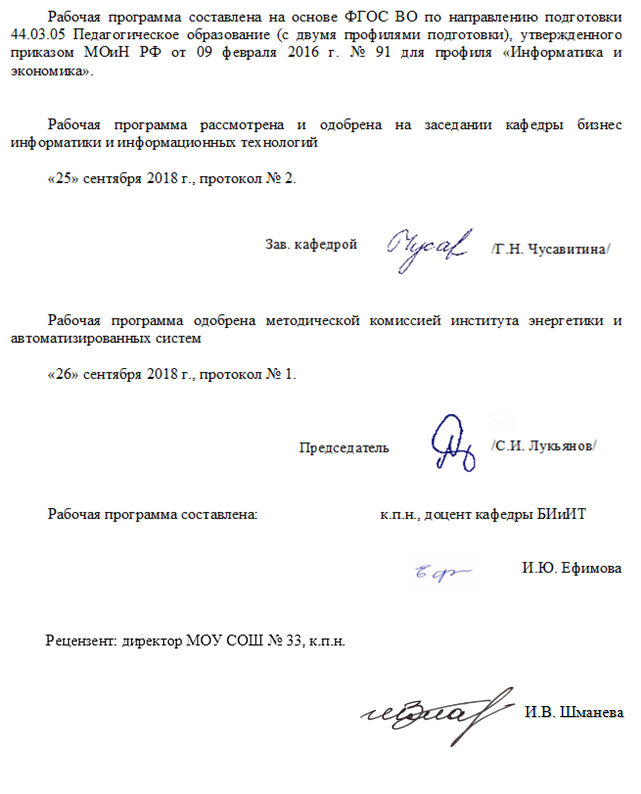 Рабочая программа составлена на основе ФГОС ВО по направлению подготовки
44.03.05 Педагогическое образование (с двумя профилями подготовки), утвержденного
приказом МОиН РФ от 09 февраля 2016 г. № 91 для профиля «Информатика и
экономика».
Рабочая программа рассмотрена и одобрена на заседании кафедры бизнес
информатики и информационных технологий
«25» сентября 2018 г., протокол № 2.
Зав. кафедрой /Г.Н. Чусавитина/
Рабочая программа одобрена методической комиссией института энергетики и
автоматизированных систем
«26» сентября 2018 г., протокол № 1.
Председатель /С.И. Лукьянов/
Рабочая программа составлена: к.п.н., доцент кафедры БИиИТ
И.Ю. Ефимова
Рецензент: директор МОУ СОШ № 33, к.п.н.
И.В. Шманева